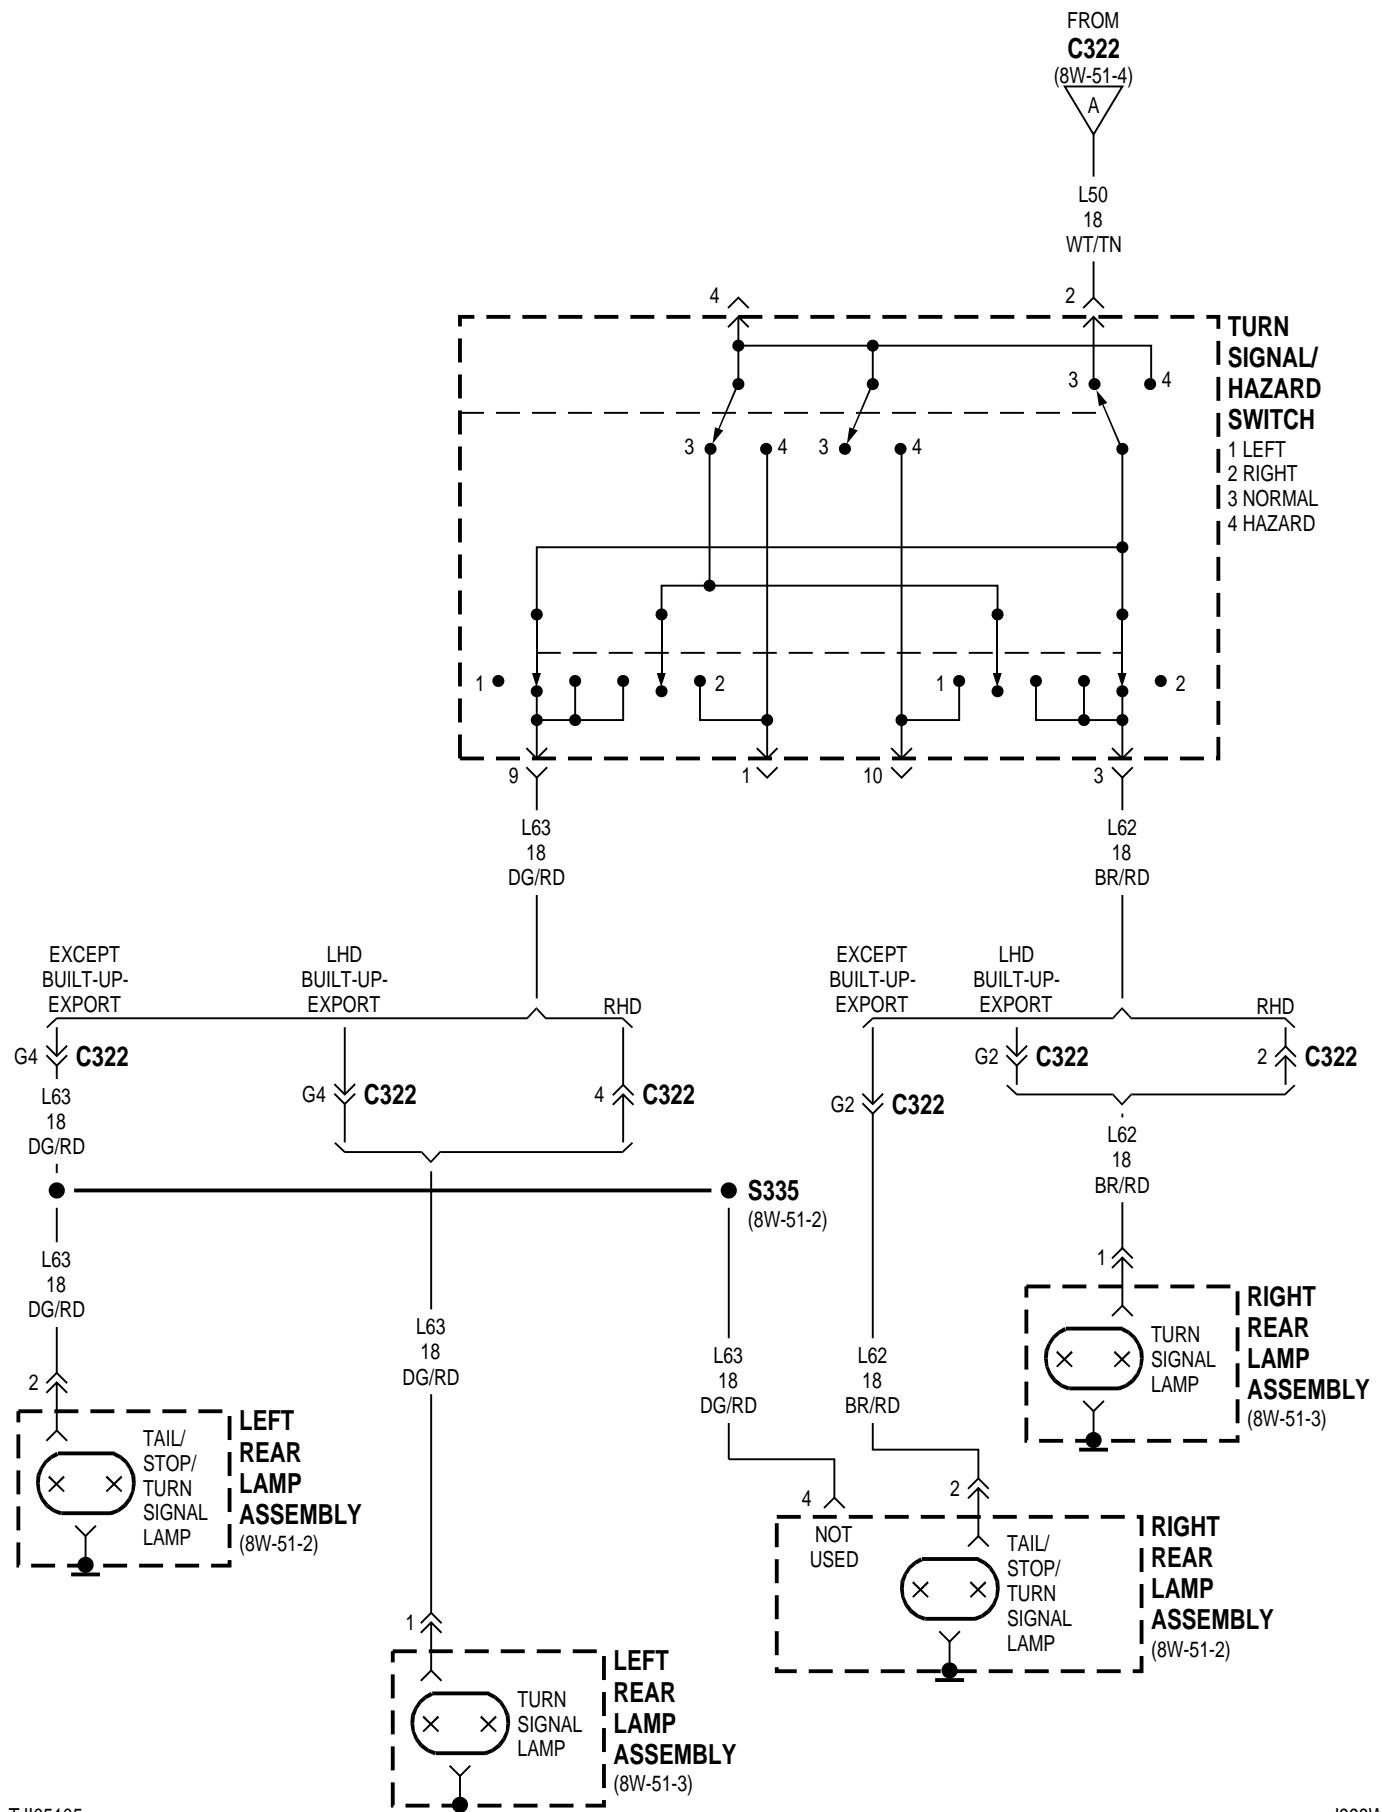 FROM
C322
(8W-51-4)
A
L50
18
WT/TN
4
2
TURN
SIGNAL/
HAZARD
SWITCH
1 LEFT
2 RIGHT
3 NORMAL
4 HAZARD
3
4
3
4
3
4
1
2
1
2
9
1
10
3
L63
18
DG/RD
L62
18
BR/RD
EXCEPT
BUILT-UP-
EXPORT
LHD
BUILT-UP-
EXPORT
RHD
EXCEPT
BUILT-UP-
EXPORT
LHD
BUILT-UP-
EXPORT
RHD
G4
C322
G4
C322
4
C322
G2
C322
G2
C322
2
C322
L63
18
DG/RD
L62
18
BR/RD
S335
(8W-51-2)
L63
18
DG/RD
L63
18
DG/RD
L63
18
DG/RD
L62
18
BR/RD
1
RIGHT
REAR
LAMP
ASSEMBLY
(8W-51-3)
TURN
SIGNAL
LAMP
2
LEFT
REAR
LAMP
ASSEMBLY
(8W-51-2)
TAIL/
STOP/
TURN
SIGNAL
LAMP
4
NOT
USED
2
TAIL/
STOP/
TURN
SIGNAL
LAMP
RIGHT
REAR
LAMP
ASSEMBLY
(8W-51-2)
1
TURN
SIGNAL
LAMP
LEFT
REAR
LAMP
ASSEMBLY
(8W-51-3)